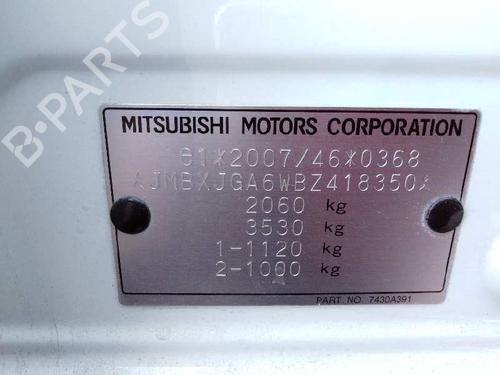 MITSUBISHI MOTORS CORPORATION
e1*2007/46*0368
*JMBXJGA6WBZ418350*
2060 kg
3530 kg
1-1120 kg
2-1000 kg
PART NO. 7430A391
B-PARTS